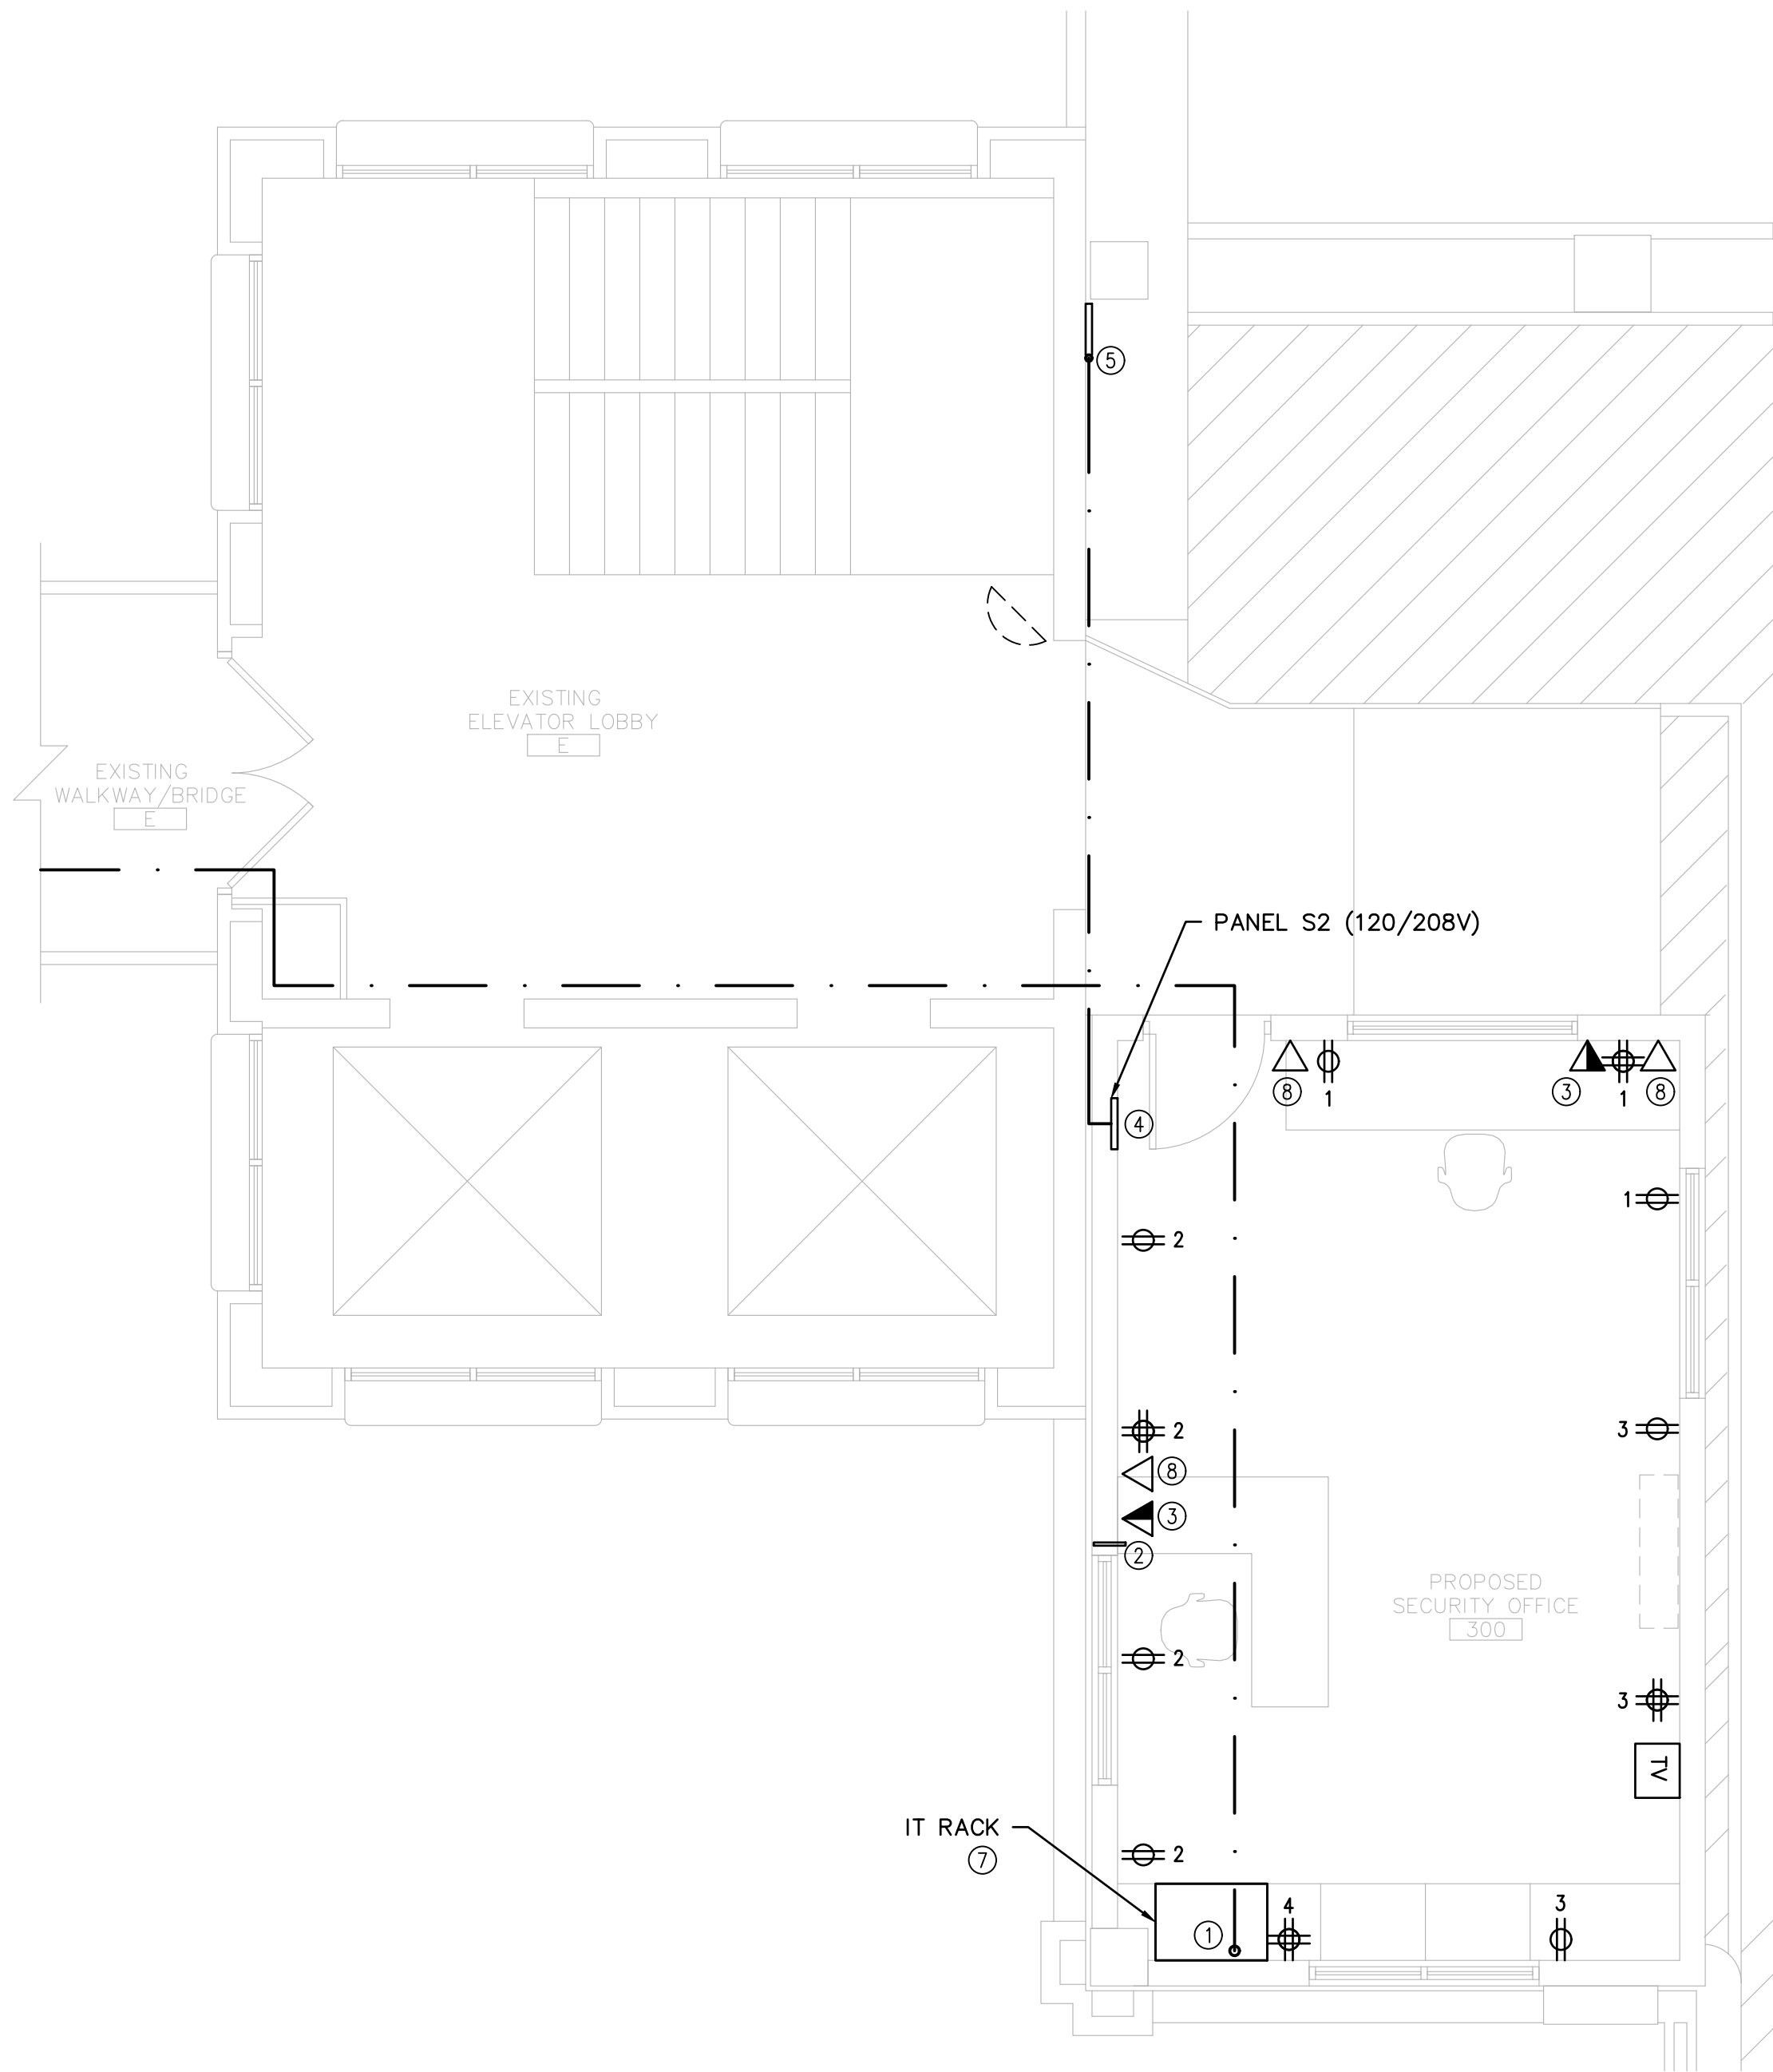 5
EXISTING
ELEVATOR LOBBY
E
EXISTING
WALKWAY/BRIDGE
E
PANEL S2 (120/208V)
8
1
3
1
8
4
1
2
2
3
8
3
2
PROPOSED
SECURITY OFFICE
300
2
3
TV
IT RACK
7
2
4
3
1